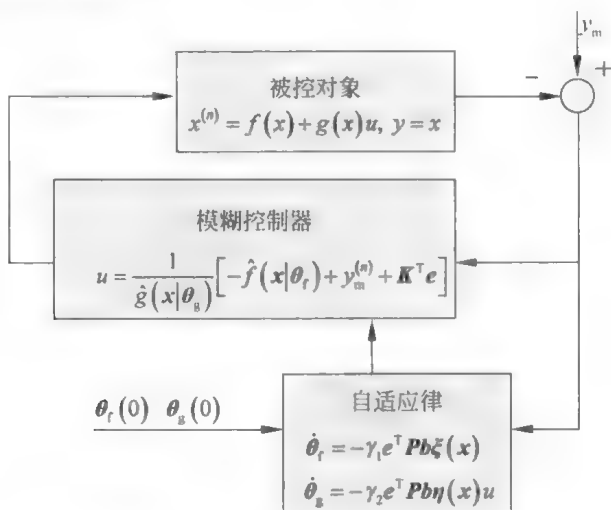 y_m
− +
被控对象
x^(n) = f(x)+g(x)u, y=x
模糊控制器
u = 1/ĝ(x|θ_g) [−f̂(x|θ_f)+y_m^(n)+K^T e]
θ_f(0) θ_g(0)
自适应律
θ̇_f = −γ_1 e^T Pbξ(x)
θ̇_g = −γ_2 e^T Pbη(x)u